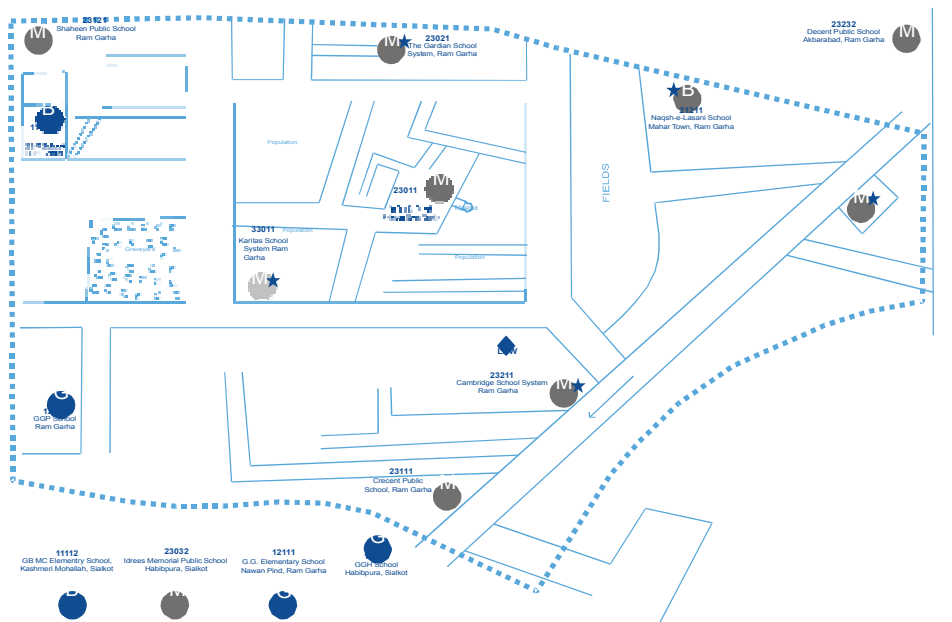 23121
Shaheen Public School
Ram Garha
M
23021
The Gardian School
System, Ram Garha
M
23232
Decent Public School
Akbarabad, Ram Garha
M
B
21211
Naqsh-e-Lasani School
Mahar Town, Ram Garha
B
Population
FIELDS
M
23011
M
33011
Karitas School
System Ram
Garha
Population
M
Graveyard
Population
23211
Cambridge School System
Ram Garha
M
G
GGP School
Ram Garha
23111
Crecent Public
School, Ram Garha
M
G
GGH School
Habibpura, Sialkot
11112
GB MC Elementry School,
Kashmeri Mohallah, Sialkot
B
23032
Idrees Memorial Public School
Habibpura, Sialkot
M
12111
G.G. Elementary School
Nawan Pind, Ram Garha
G